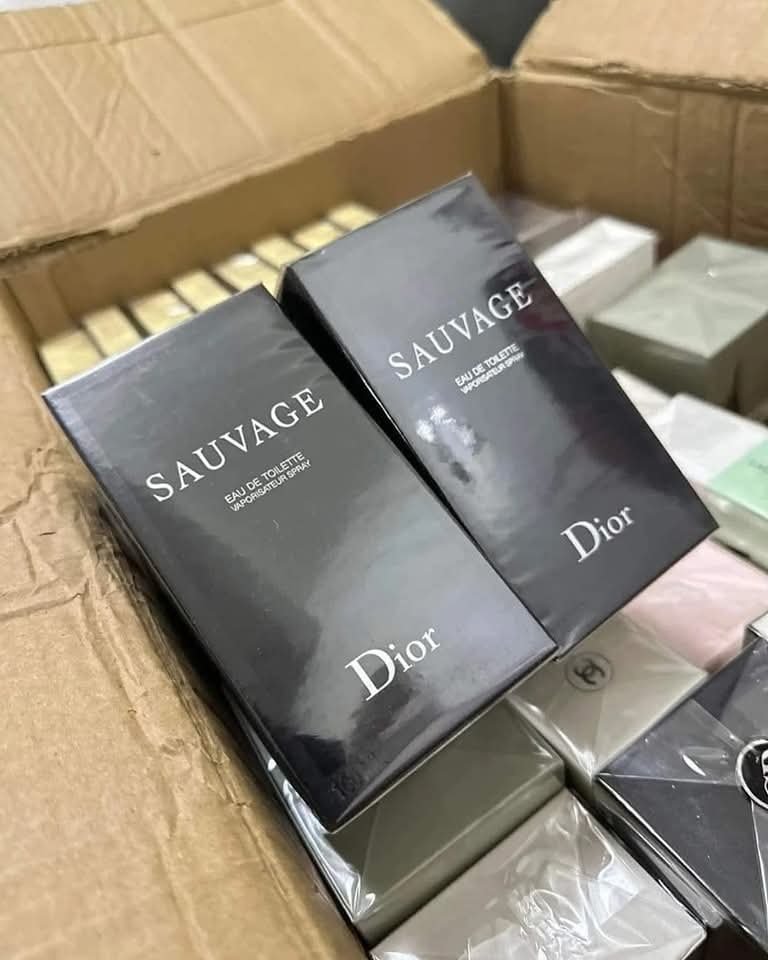 SAUVAGE
EAU DE TOILETTE
VAPORISATEUR SPRAY
Dior
SAUVAGE
EAU DE TOILETTE
VAPORISATEUR SPRAY
Dior